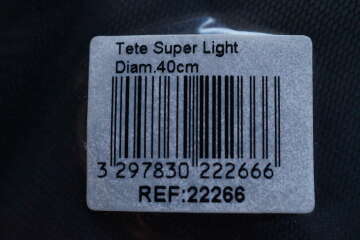 Tete Super Light
Diam.40cm
3 297830 222666
REF:22266